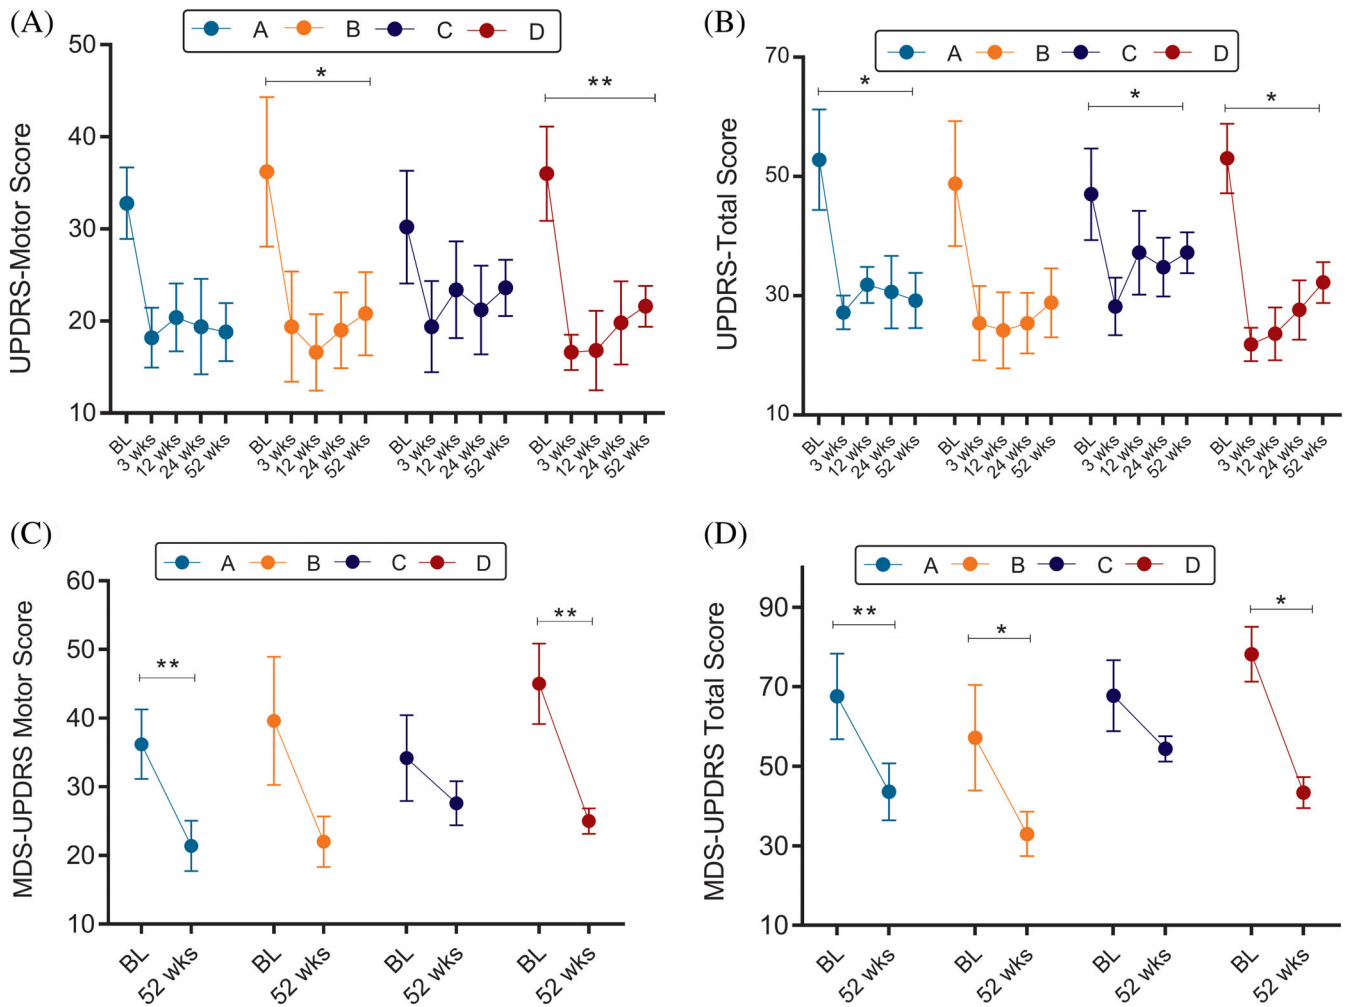 (A)
A B C D
UPDRS-Motor Score
50
40
30
20
10
* **
BL 3 wks 12 wks 24 wks 52 wks BL 3 wks 12 wks 24 wks 52 wks BL 3 wks 12 wks 24 wks 52 wks BL 3 wks 12 wks 24 wks 52 wks
(B)
A B C D
UPDRS-Total Score
70
50
30
10
* * *
BL 3 wks 12 wks 24 wks 52 wks BL 3 wks 12 wks 24 wks 52 wks BL 3 wks 12 wks 24 wks 52 wks BL 3 wks 12 wks 24 wks 52 wks
(C)
A B C D
MDS-UPDRS Motor Score
60
50
40
30
20
10
** **
BL 52 wks BL 52 wks BL 52 wks BL 52 wks
(D)
A B C D
MDS-UPDRS Total Score
90
70
50
30
10
** * *
BL 52 wks BL 52 wks BL 52 wks BL 52 wks